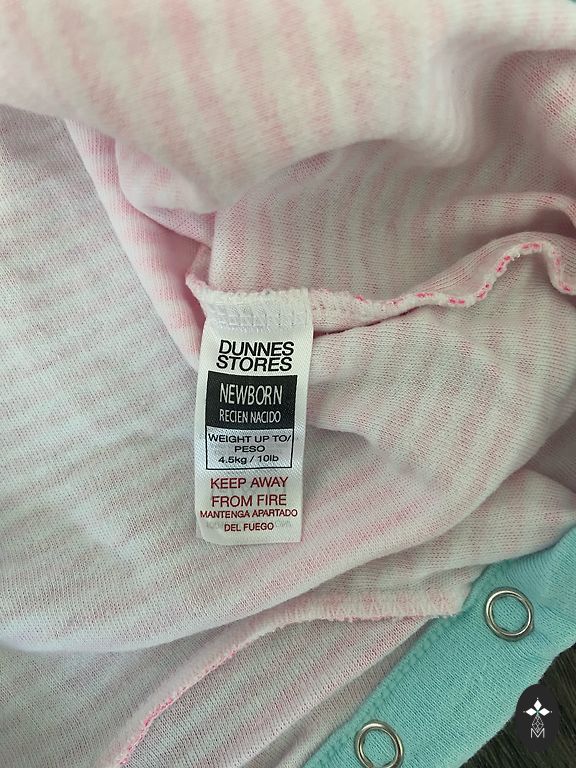 DUNNES
STORES
NEWBORN
RECIEN NACIDO
WEIGHT UP TO/
PESO
4.5kg / 10lb
KEEP AWAY
FROM FIRE
MANTENGA APARTADO
DEL FUEGO